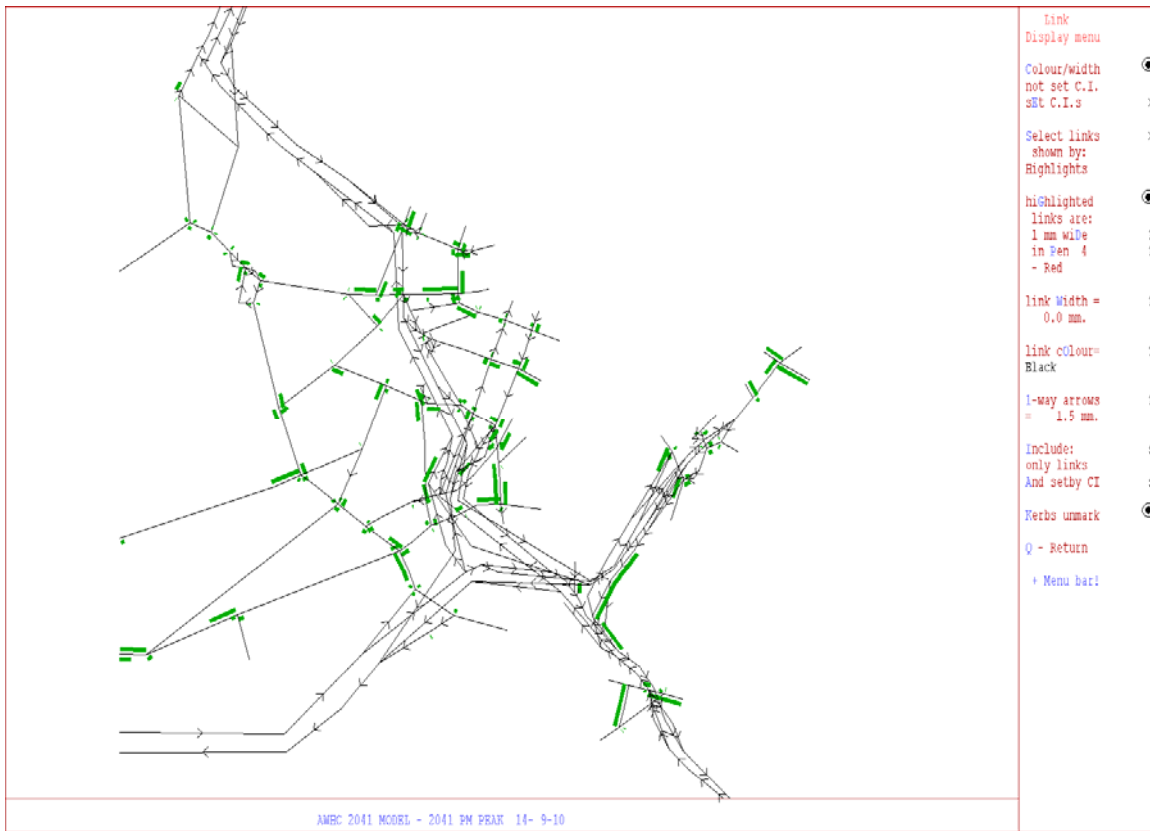 Link
Display menu
Colour/width
not set C.I.
sEt C.I.s
Select links
shown by:
Highlights
hiGhlighted
links are:
1 mm wiDe
in Pen 4
- Red
link Width =
0.0 mm.
link cOlour=
Black
1-way arrows
= 1.5 mm.
Include:
only links
And setby CI
Kerbs unmark
Q - Return
+ Menu bar!
AWHC 2041 MODEL - 2041 PM PEAK 14- 9-10